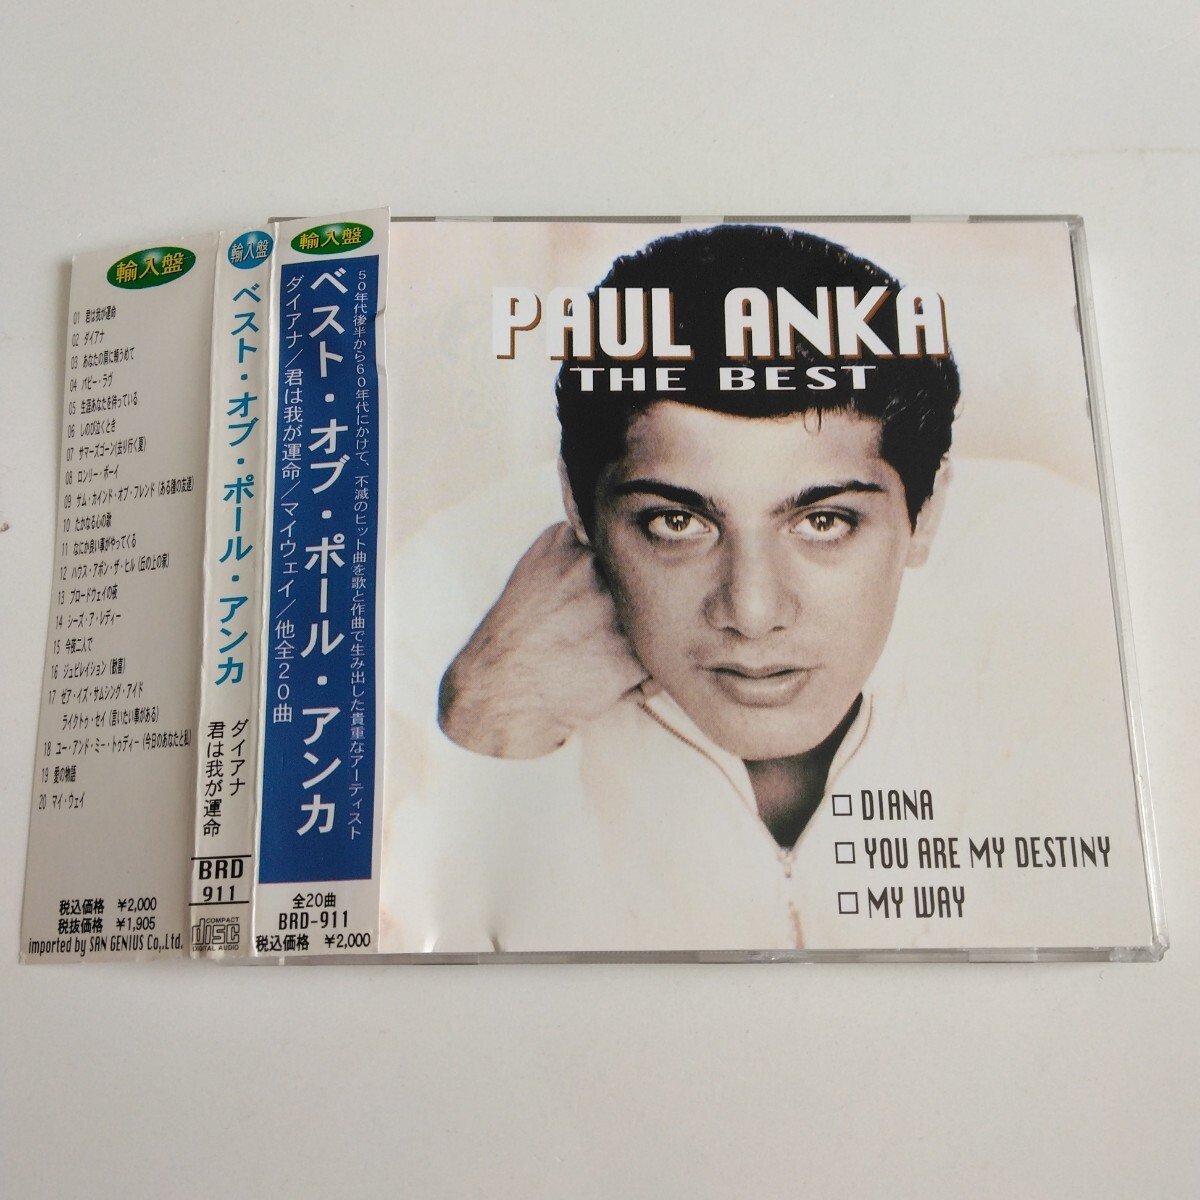 輸入盤
01 君は我が運命
02 ダイアナ
03 あなたの肩に頬うめて
04 パピー・ラヴ
05 生涯あなたを待っている
06 しのび泣くとき
07 サマーズゴーン(去り行く夏)
08 ロンリー・ボーイ
09 サム・カインド・オブ・フレンド (ある種の友達)
10 たかなる心の歌
11 なにか良い事がやってくる
12 ハウス・アポン・ザ・ヒル (丘の上の家)
13 ブロードウェイの夜
14 シーズ・ア・レディー
15 今夜二人で
16 ジュビレイション (歓喜)
17 ゼア・イズ・サムシング・アイド
ライクトゥ・セイ (言いたい事がある)
18 ユー・アンド・ミー・トゥディー (今日のあなたと私)
19 愛の物語
20 マイ・ウェイ
税込価格 ¥2,000
税抜価格 ¥1,905
imported by SAN GENIUS Co,.Ltd.
輸入盤
ベスト・オブ・ポール・アンカ
ダイアナ
君は我が運命
BRD
911
COMPACT
disc
DIGITAL AUDIO
輸入盤
50年代後半から60年代にかけて、不滅のヒット曲を歌と作曲で生み出した貴重なアーティスト
ベスト・オブ・ポール・アンカ
ダイアナ/君は我が運命/マイウェイ/他全20曲
全20曲
BRD-911
税込価格 ¥2,000
PAUL ANKA
THE BEST
□ DIANA
□ YOU ARE MY DESTINY
□ MY WAY